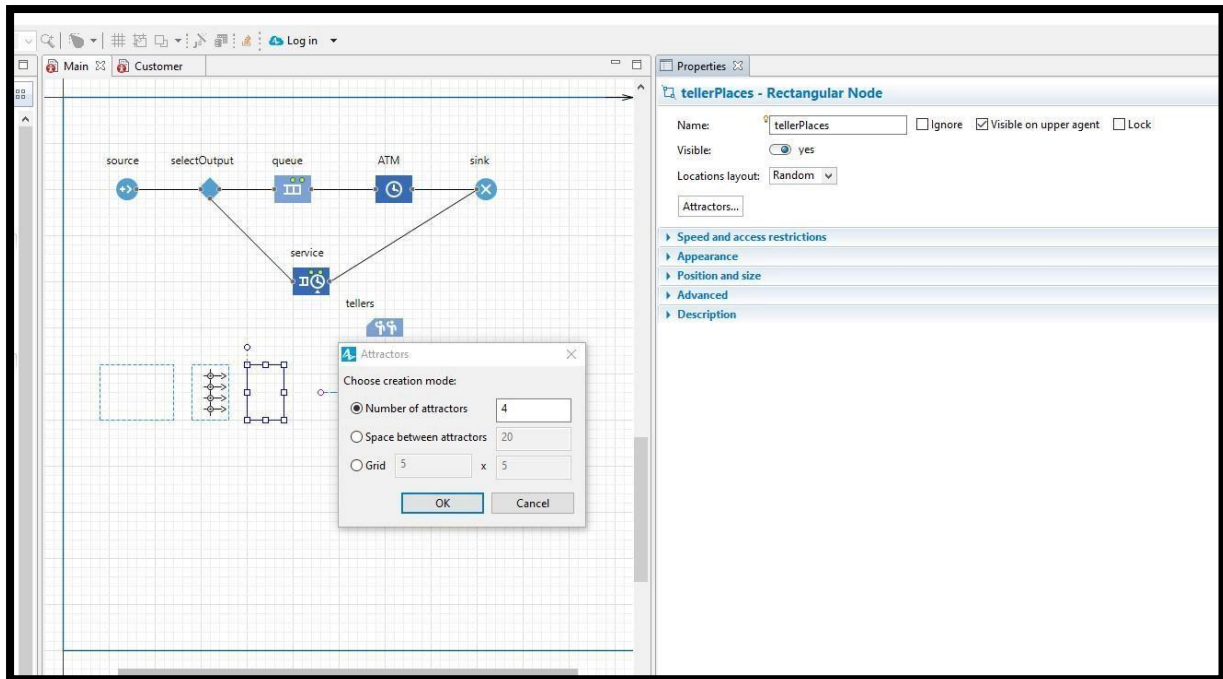 Log in
Main
Customer
Properties
tellerPlaces - Rectangular Node
Name:
tellerPlaces
Ignore
Visible on upper agent
Lock
Visible:
yes
Locations layout:
Random
Attractors...
Speed and access restrictions
Appearance
Position and size
Advanced
Description
source
selectOutput
queue
ATM
sink
service
tellers
Attractors
Choose creation mode:
Number of attractors 4
Space between attractors 20
Grid 5 x 5
OK
Cancel